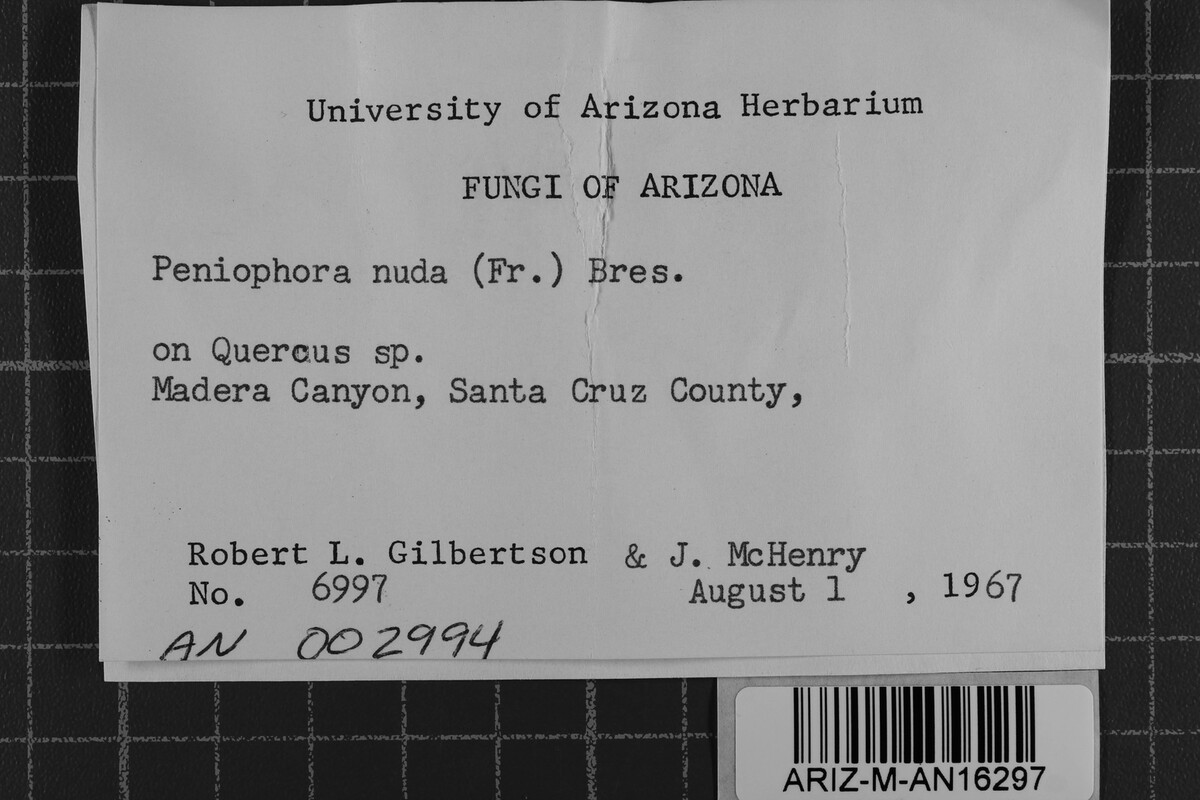 University of Arizona Herbarium
FUNGI OF ARIZONA
Peniophora nuda (Fr.) Bres.
on Quercus sp.
Madera Canyon, Santa Cruz County,
Robert L. Gilbertson & J. McHenry
No. 6997 August 1 , 1967
AN 002994
ARIZ-M-AN16297